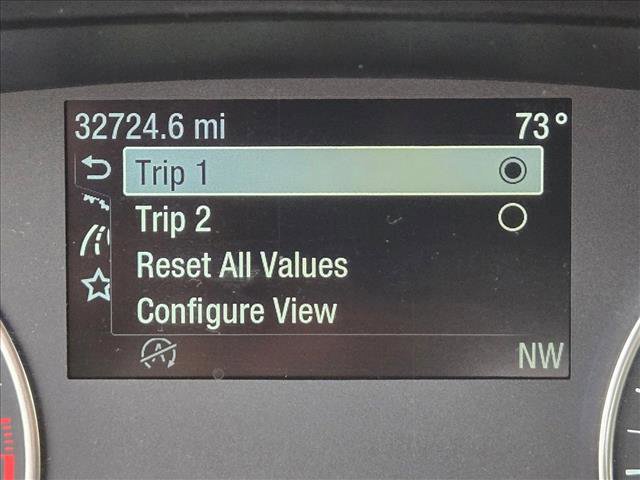 32724.6 mi 73°
Trip 1
Trip 2
Reset All Values
Configure View
A NW